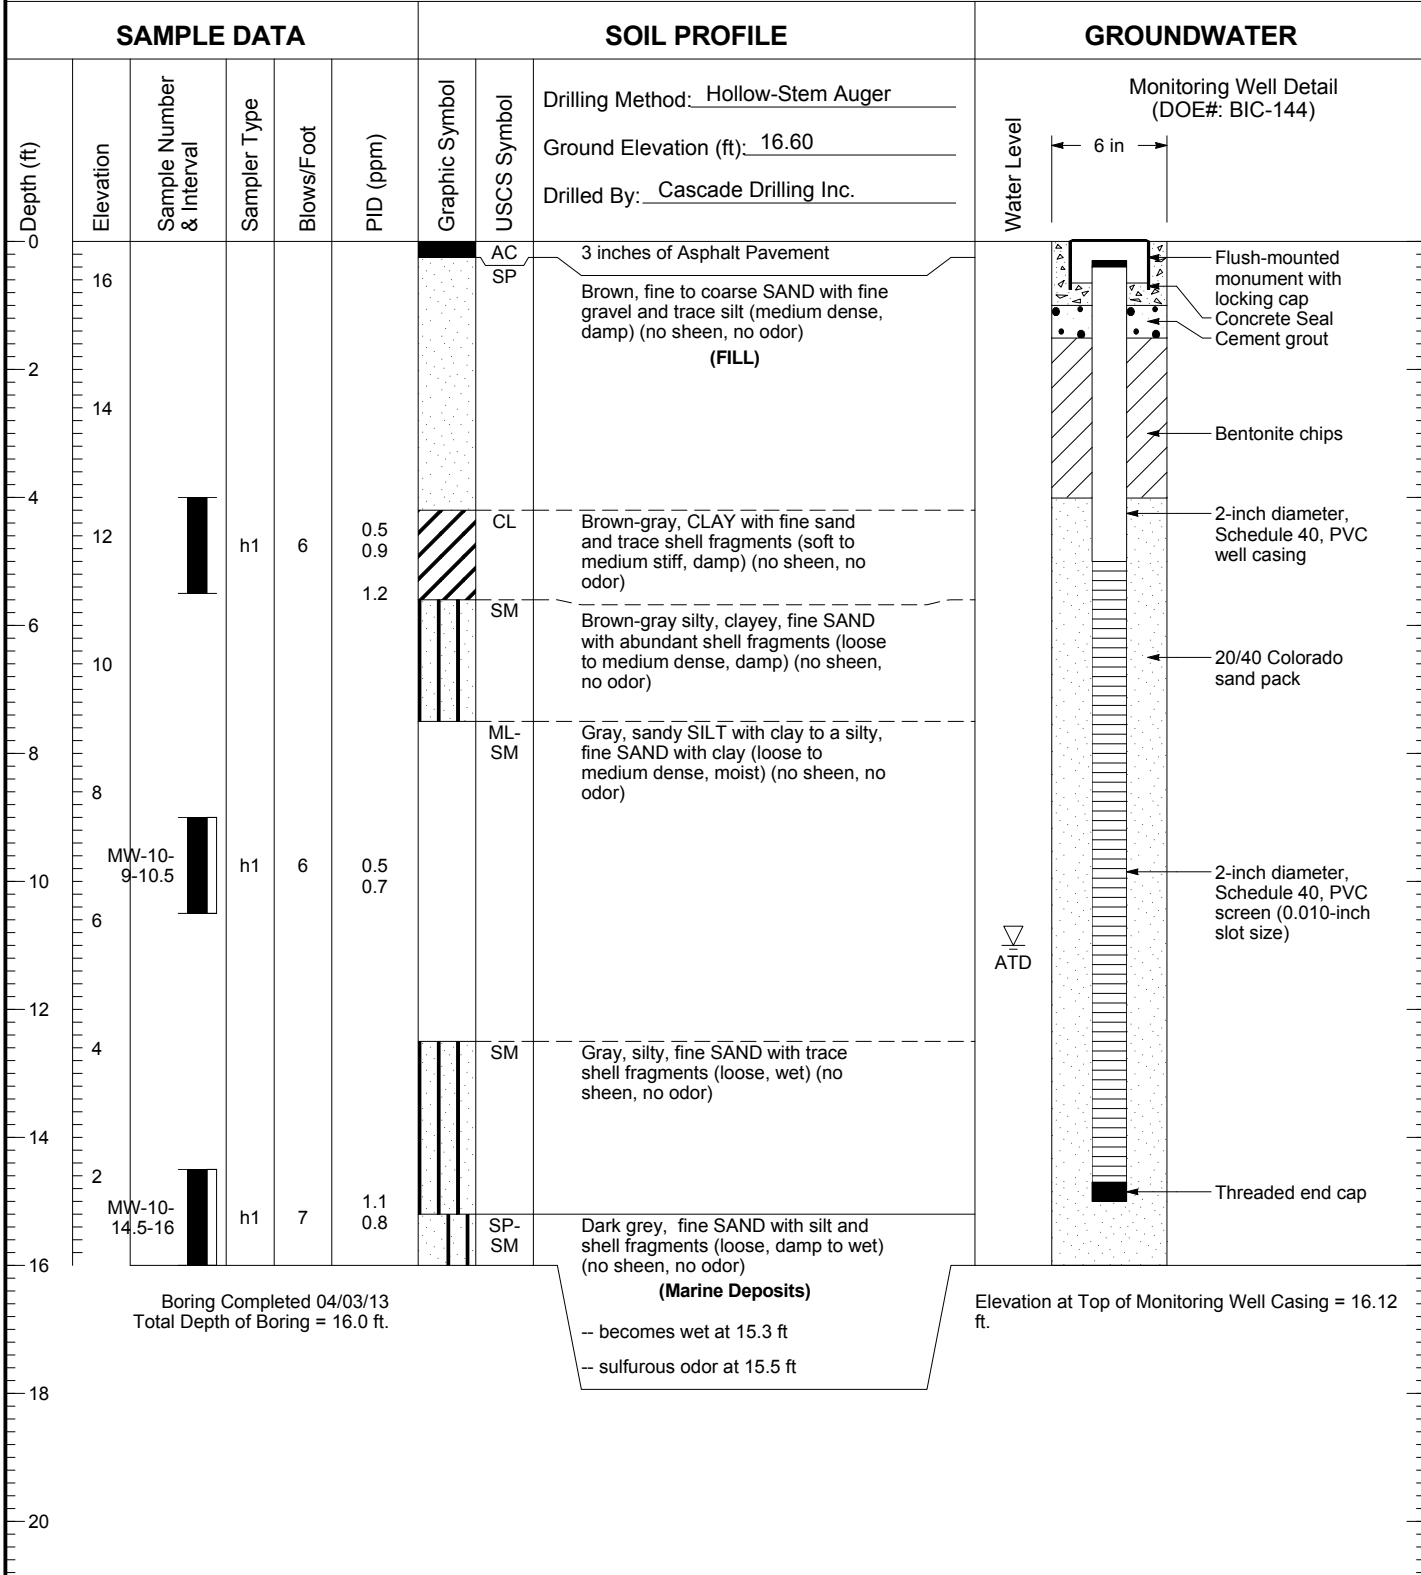 SAMPLE DATA
SOIL PROFILE
GROUNDWATER
Depth (ft)
Elevation
Sample Number
& Interval
Sampler Type
Blows/Foot
PID (ppm)
Graphic Symbol
USCS Symbol
Drilling Method: Hollow-Stem Auger
Ground Elevation (ft): 16.60
Drilled By: Cascade Drilling Inc.
Water Level
Monitoring Well Detail
(DOE#: BIC-144)
6 in
0
2
4
6
8
10
12
14
16
18
20
16
14
12
10
8
6
4
2
h1
6
0.5
0.9
1.2
MW-10-
9-10.5
h1
6
0.5
0.7
MW-10-
14.5-16
h1
7
1.1
0.8
AC
3 inches of Asphalt Pavement
SP
Brown, fine to coarse SAND with fine
gravel and trace silt (medium dense,
damp) (no sheen, no odor)
(FILL)
CL
Brown-gray, CLAY with fine sand
and trace shell fragments (soft to
medium stiff, damp) (no sheen, no
odor)
SM
Brown-gray silty, clayey, fine SAND
with abundant shell fragments (loose
to medium dense, damp) (no sheen,
no odor)
ML-
SM
Gray, sandy SILT with clay to a silty,
fine SAND with clay (loose to
medium dense, moist) (no sheen, no
odor)
SM
Gray, silty, fine SAND with trace
shell fragments (loose, wet) (no
sheen, no odor)
SP-
SM
Dark grey, fine SAND with silt and
shell fragments (loose, damp to wet)
(no sheen, no odor)
(Marine Deposits)
-- becomes wet at 15.3 ft
-- sulfurous odor at 15.5 ft
ATD
Flush-mounted
monument with
locking cap
Concrete Seal
Cement grout
Bentonite chips
2-inch diameter,
Schedule 40, PVC
well casing
20/40 Colorado
sand pack
2-inch diameter,
Schedule 40, PVC
screen (0.010-inch
slot size)
Threaded end cap
Boring Completed 04/03/13
Total Depth of Boring = 16.0 ft.
Elevation at Top of Monitoring Well Casing = 16.12
ft.